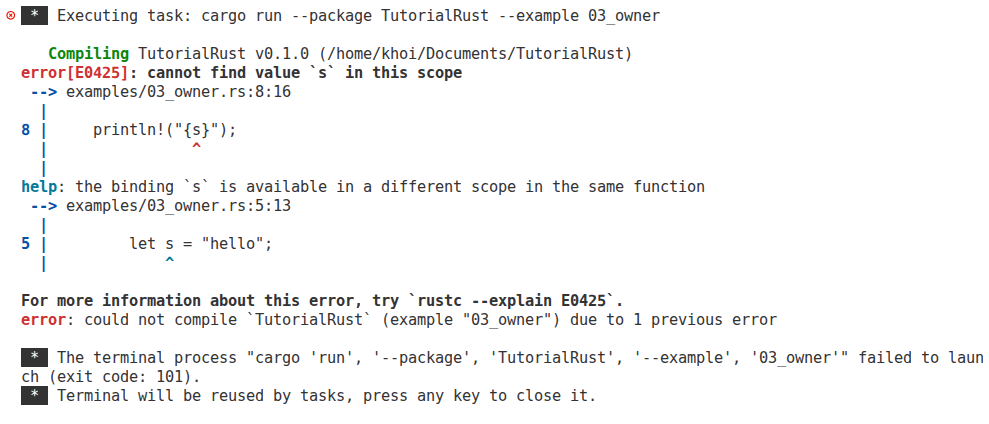 *  Executing task: cargo run --package TutorialRust --example 03_owner

   Compiling TutorialRust v0.1.0 (/home/khoi/Documents/TutorialRust)
error[E0425]: cannot find value `s` in this scope
 --> examples/03_owner.rs:8:16
  |
8 |     println!("{s}");
  |                ^
  |
help: the binding `s` is available in a different scope in the same function
 --> examples/03_owner.rs:5:13
  |
5 |         let s = "hello";
  |             ^

For more information about this error, try `rustc --explain E0425`.
error: could not compile `TutorialRust` (example "03_owner") due to 1 previous error

 *  The terminal process "cargo 'run', '--package', 'TutorialRust', '--example', '03_owner'" failed to laun
ch (exit code: 101).
 *  Terminal will be reused by tasks, press any key to close it.